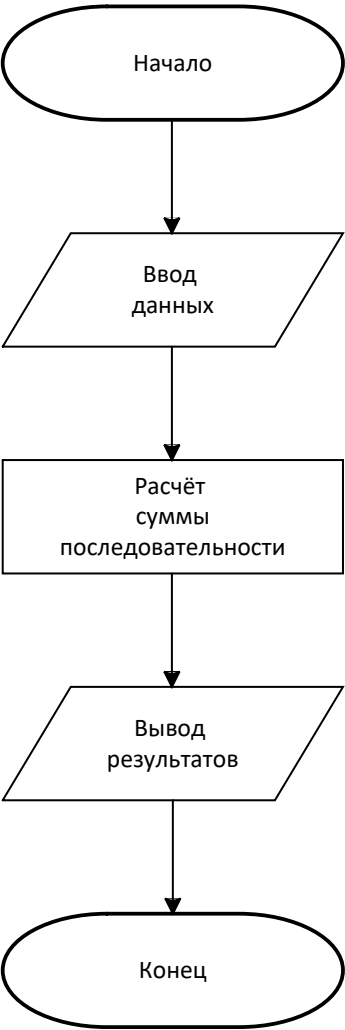 Начало
Ввод
данных
Расчёт
суммы
последовательности
Вывод
результатов
Конец